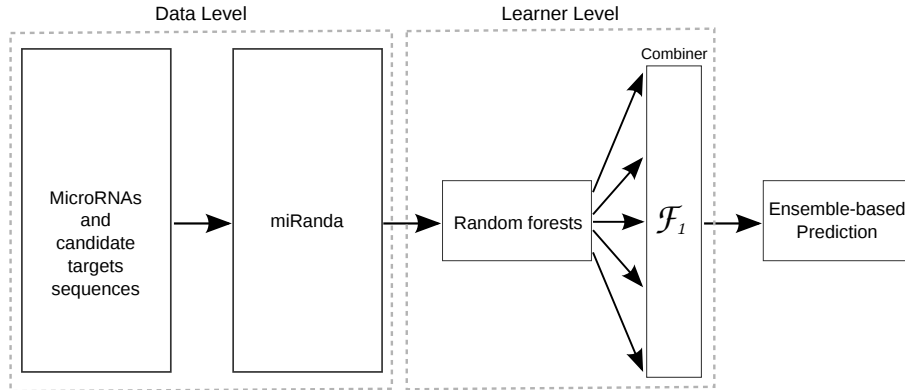 Data Level
Learner Level
MicroRNAs
and
candidate
targets
sequences
miRanda
Random forests
Combiner
ℱ1
Ensemble-based
Prediction